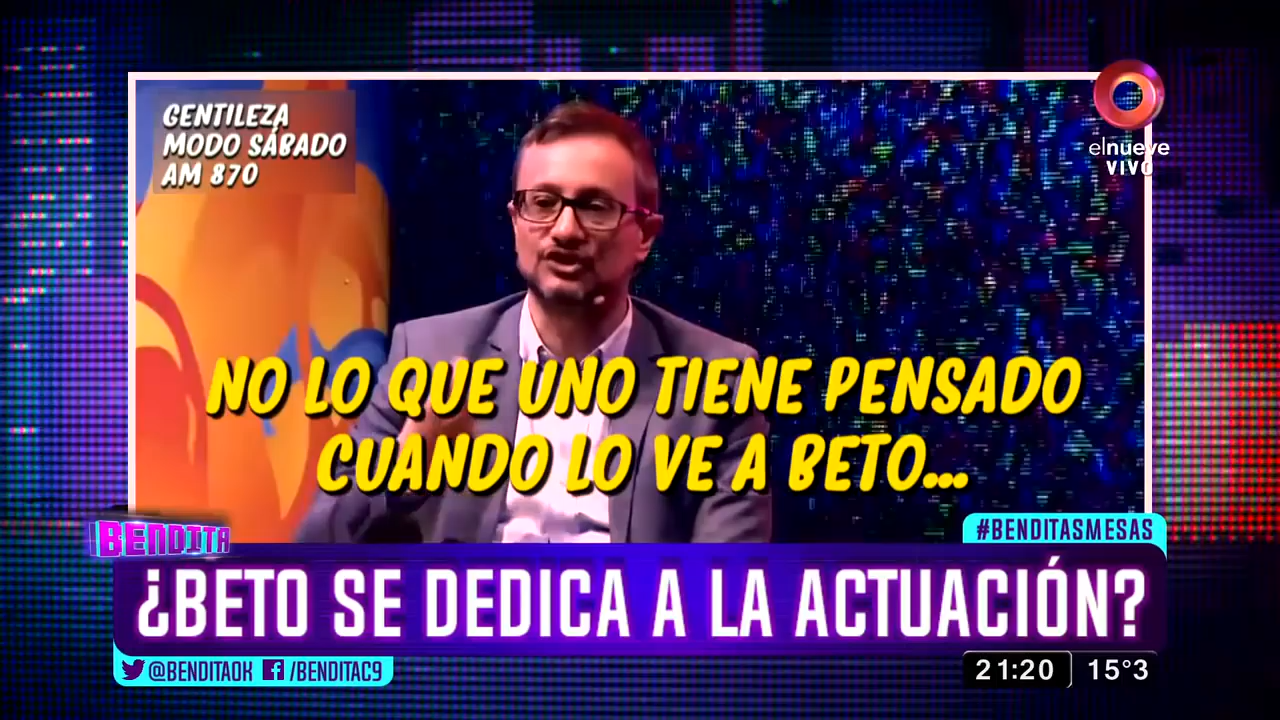 GENTILEZA
MODO SÁBADO
AM 870
elnueve
VIVO
NO LO QUE UNO TIENE PENSADO
CUANDO LO VE A BETO...
BENDITA
#BENDITASMESAS
¿BETO SE DEDICA A LA ACTUACIÓN?
@BENDITAOK /BENDITAC9
21:20 15°3